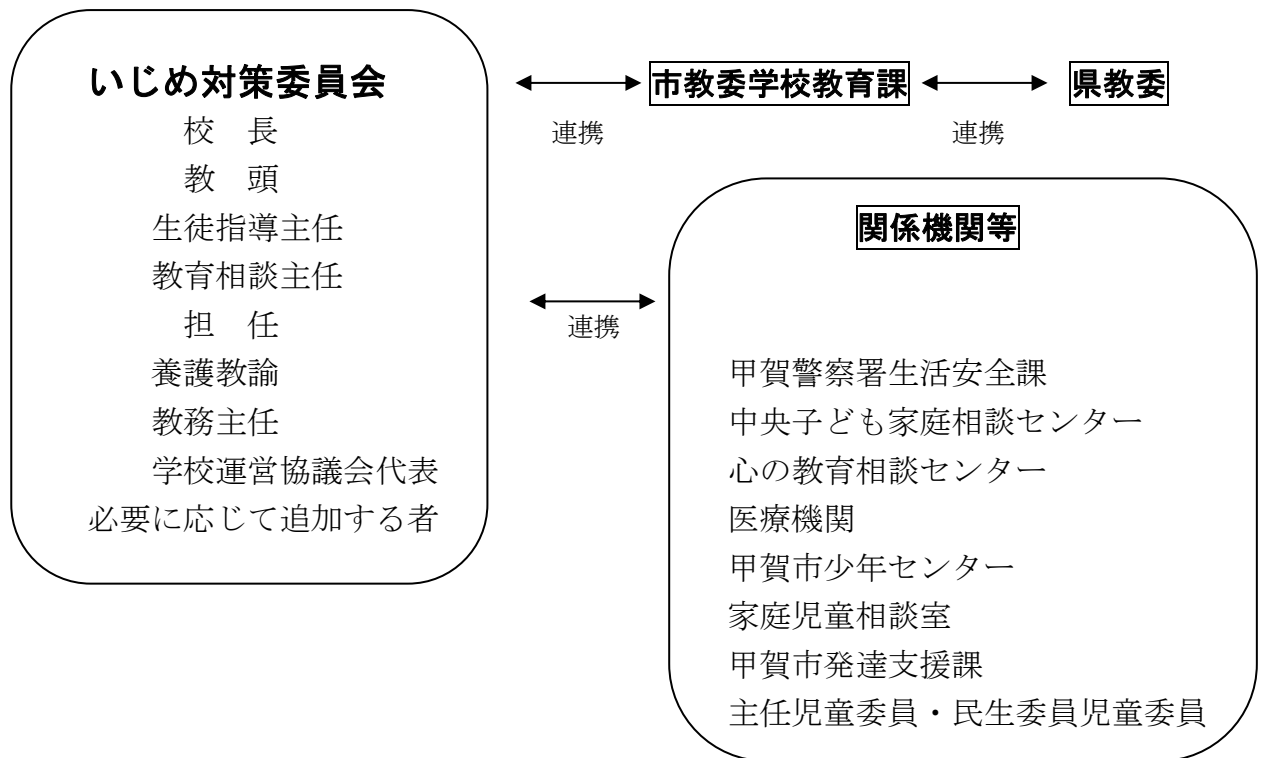 いじめ対策委員会
校　長
教　頭
生徒指導主任
教育相談主任
担　任
養護教諭
教務主任
学校運営協議会代表
必要に応じて追加する者
市教委学校教育課
県教委
連携
連携
連携
関係機関等
甲賀警察署生活安全課
中央子ども家庭相談センター
心の教育相談センター
医療機関
甲賀市少年センター
家庭児童相談室
甲賀市発達支援課
主任児童委員・民生委員児童委員